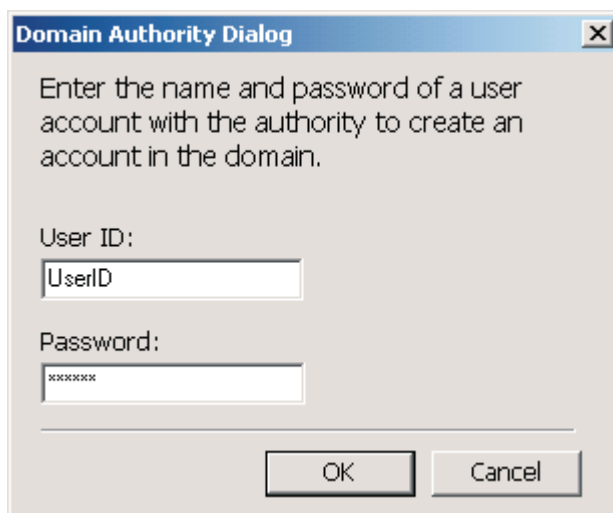 Domain Authority Dialog
Enter the name and password of a user
account with the authority to create an
account in the domain.
User ID:
UserID
Password:
××××××
OK
Cancel